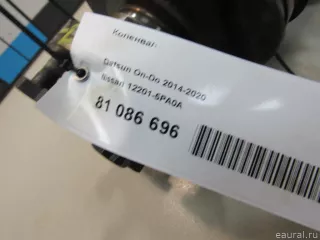 Коленвал
Datsun On-Do 2014-2020
Nissan 12201-5PA0A
81 086 696
© eaural.ru